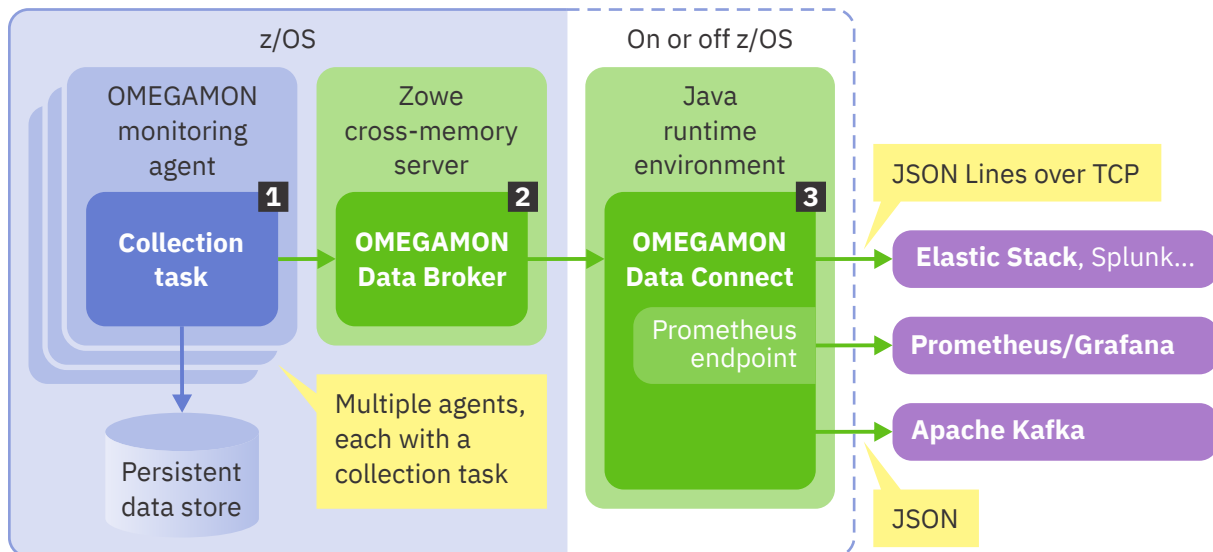 z/OS
On or off z/OS
OMEGAMON
monitoring
agent
1
Collection
task
Zowe
cross-memory
server
2
OMEGAMON
Data Broker
Java
runtime
environment
3
OMEGAMON
Data Connect
Prometheus
endpoint
JSON Lines over TCP
Elastic Stack, Splunk...
Prometheus/Grafana
Apache Kafka
JSON
Multiple agents,
each with a
collection task
Persistent
data store